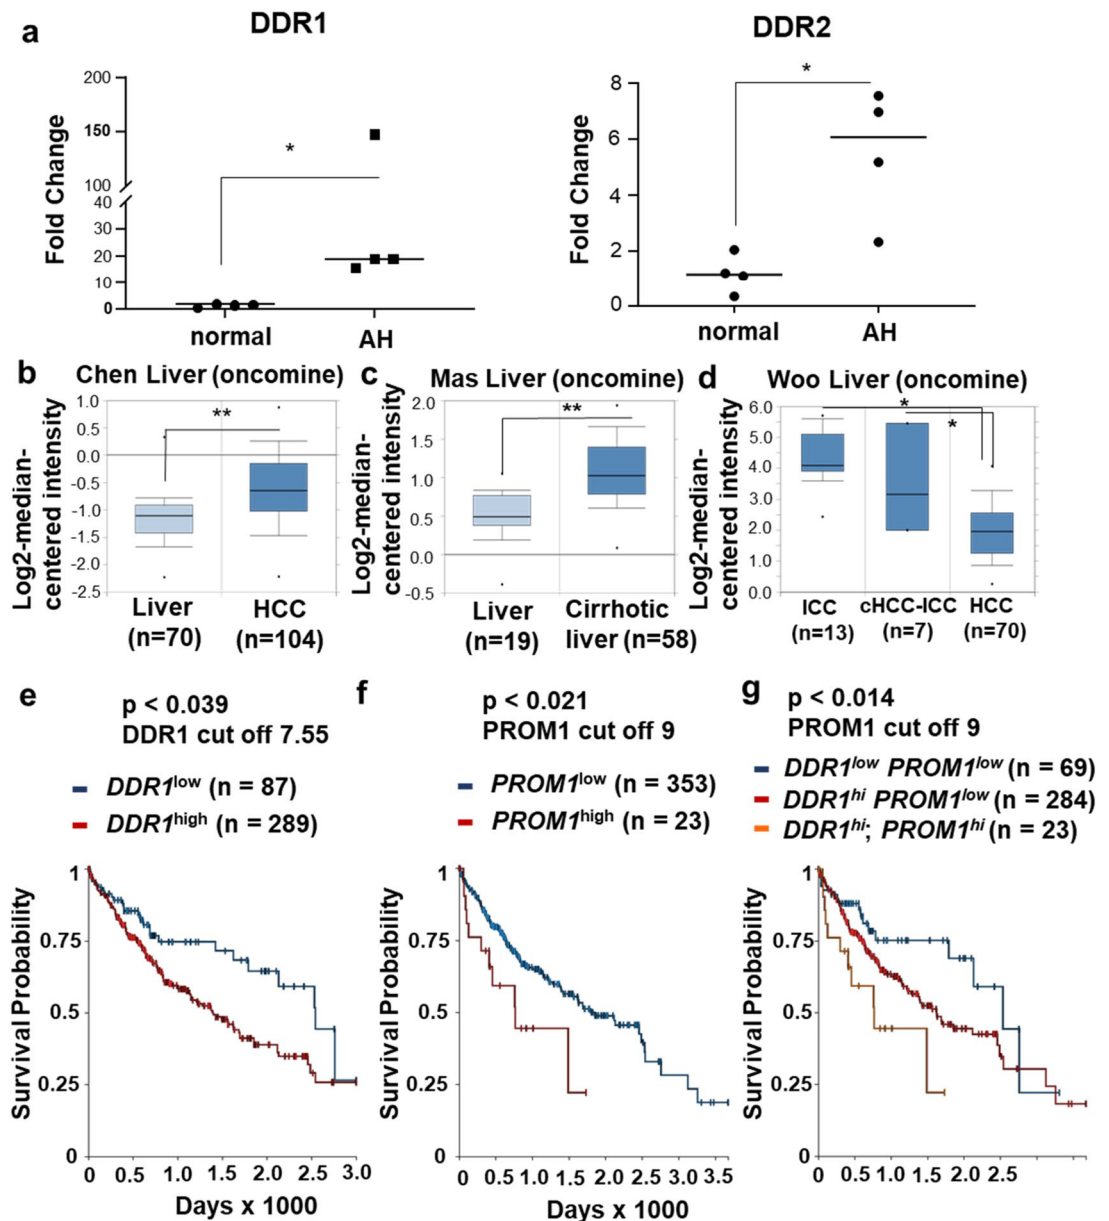 a
DDR1
DDR2
Fold Change
200
150
100
40
30
20
10
0
*
normal
AH
Fold Change
8
6
4
2
0
*
normal
AH
b
Chen Liver (oncomine)
Log2-median-
centered intensity
1.0
0.5
0.0
-0.5
-1.0
-1.5
-2.0
-2.5
**
Liver
(n=70)
HCC
(n=104)
c
Mas Liver (oncomine)
Log2-median-
centered intensity
2.0
1.5
1.0
0.5
0.0
-0.5
**
Liver
(n=19)
Cirrhotic
liver (n=58)
d
Woo Liver (oncomine)
Log2-median-
centered intensity
6.0
5.0
4.0
3.0
2.0
1.0
0.0
*
*
ICC
(n=13)
cHCC-ICC
(n=7)
HCC
(n=70)
e
p < 0.039
DDR1 cut off 7.55
DDR1low (n = 87)
DDR1high (n = 289)
Survival Probability
1
0.75
0.5
0.25
0
0 0.5 1.0 1.5 2.0 2.5 3.0
Days x 1000
f
p < 0.021
PROM1 cut off 9
PROM1low (n = 353)
PROM1high (n = 23)
Survival Probability
1
0.75
0.5
0.25
0
0 0.5 1.0 1.5 2.0 2.5 3.0 3.5
Days x 1000
g
p < 0.014
PROM1 cut off 9
DDR1low PROM1low (n = 69)
DDR1hi PROM1low (n = 284)
DDR1hi; PROM1hi (n = 23)
Survival Probability
1
0.75
0.5
0.25
0
0 0.5 1.0 1.5 2.0 2.5
Days x 1000